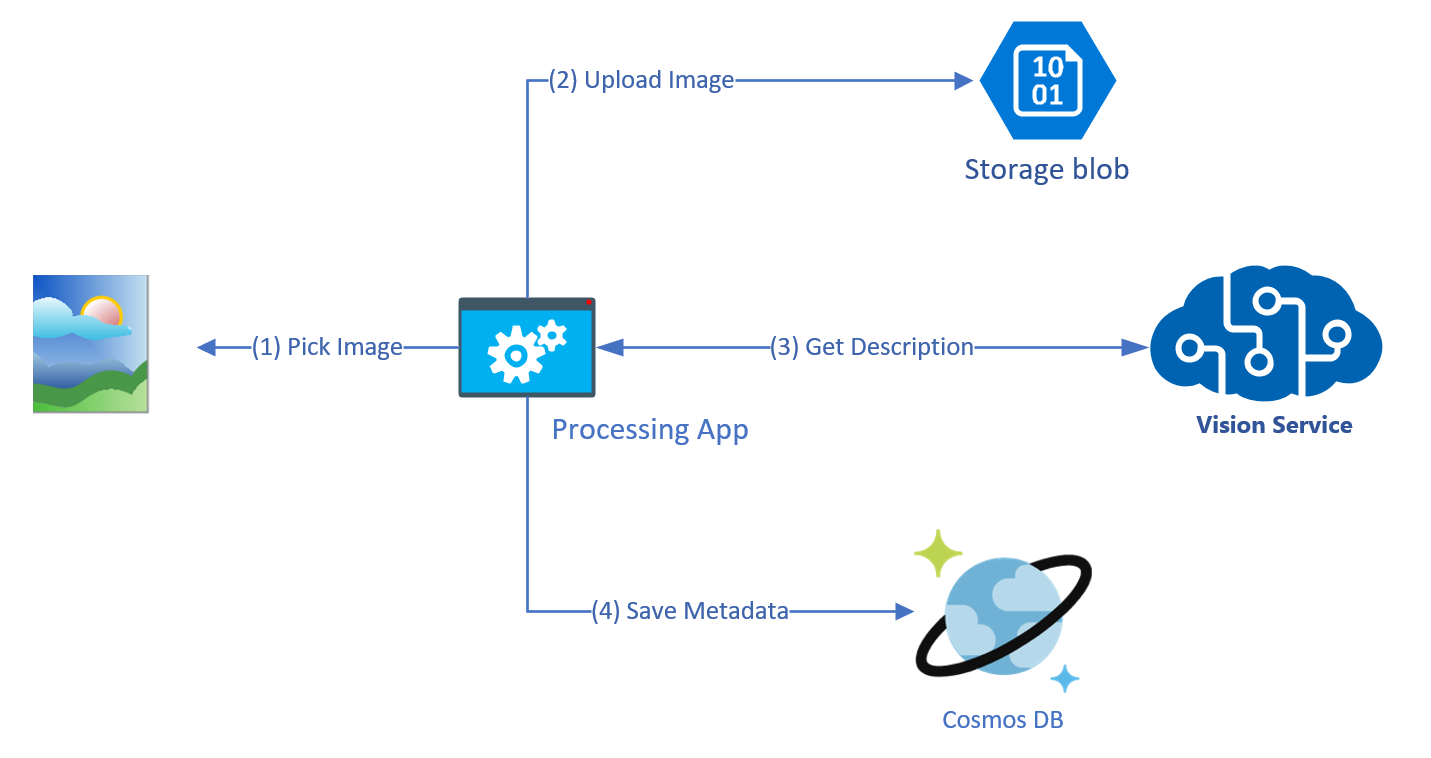 (2) Upload Image
10
01
Storage blob
(1) Pick Image
(3) Get Description
Processing App
Vision Service
(4) Save Metadata
Cosmos DB